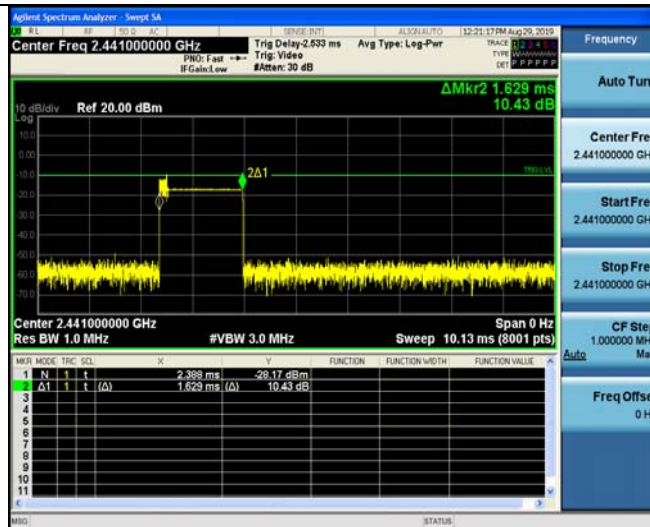 Agilent Spectrum Analyzer - Swept SA
RL RF 50 Ω AC SENSE:INT ALIGN AUTO 12:21:17 PM Aug 29, 2019
Center Freq 2.441000000 GHz
PNO: Fast
IFGain:Low
Trig Delay-2.533 ms
Trig: Video
#Atten: 30 dB
Avg Type: Log-Pwr
TRACE 1 2 3 4 5 6
TYPE
DET P P P P P P
ΔMkr2 1.629 ms
10.43 dB
10 dB/div Ref 20.00 dBm
Log
10.0
0.00
-10.0
-20.0
-30.0
-40.0
-50.0
-60.0
-70.0
2Δ1
TRIG LVL
Center 2.441000000 GHz Span 0 Hz
Res BW 1.0 MHz #VBW 3.0 MHz Sweep 10.13 ms (8001 pts)
MKR MODE TRC SCL X Y FUNCTION FUNCTION WIDTH FUNCTION VALUE
1 N 1 t 2.388 ms -28.17 dBm
2 Δ1 1 t (Δ) 1.629 ms (Δ) 10.43 dB
3
4
5
6
7
8
9
10
11
MSG STATUS
Frequency
Auto Tun
Center Fre
2.441000000 GH
Start Fre
2.441000000 GH
Stop Fre
2.441000000 GH
CF Ste
1.000000 MH
Auto Ma
Freq Offse
0 H